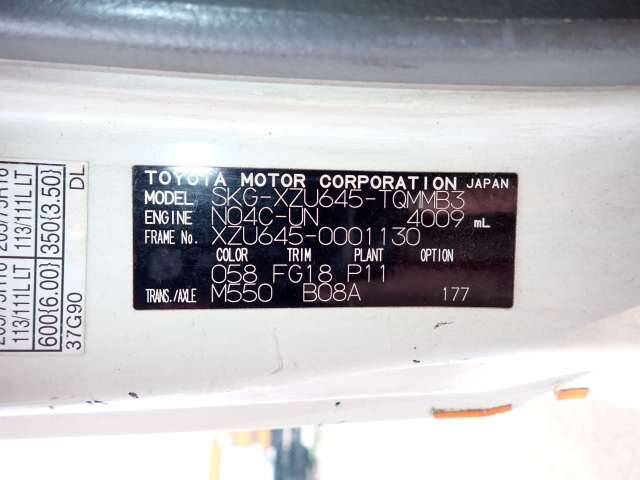 TOYOTA MOTOR CORPORATION JAPAN
MODEL SKG-XZU645-TQMMB3
ENGINE N04C-UN 4009 mL
FRAME No. XZU645-0001130
COLOR TRIM PLANT OPTION
058 FG18 P11
TRANS./AXLE M550 B08A 177
113/111LLT 113/111LLT
600{6.00} 350{3.50}
37G90 DL